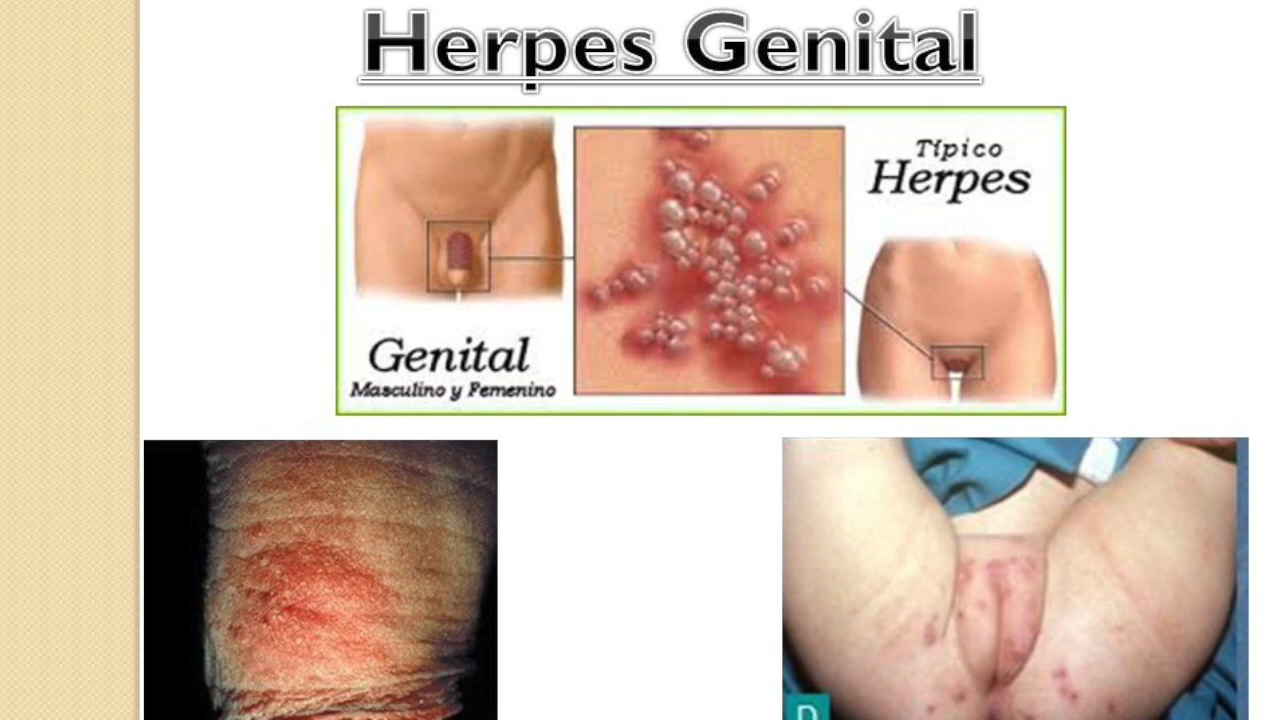 Herpes Genital
Típico
Herpes
Genital
Masculino y Femenino
D